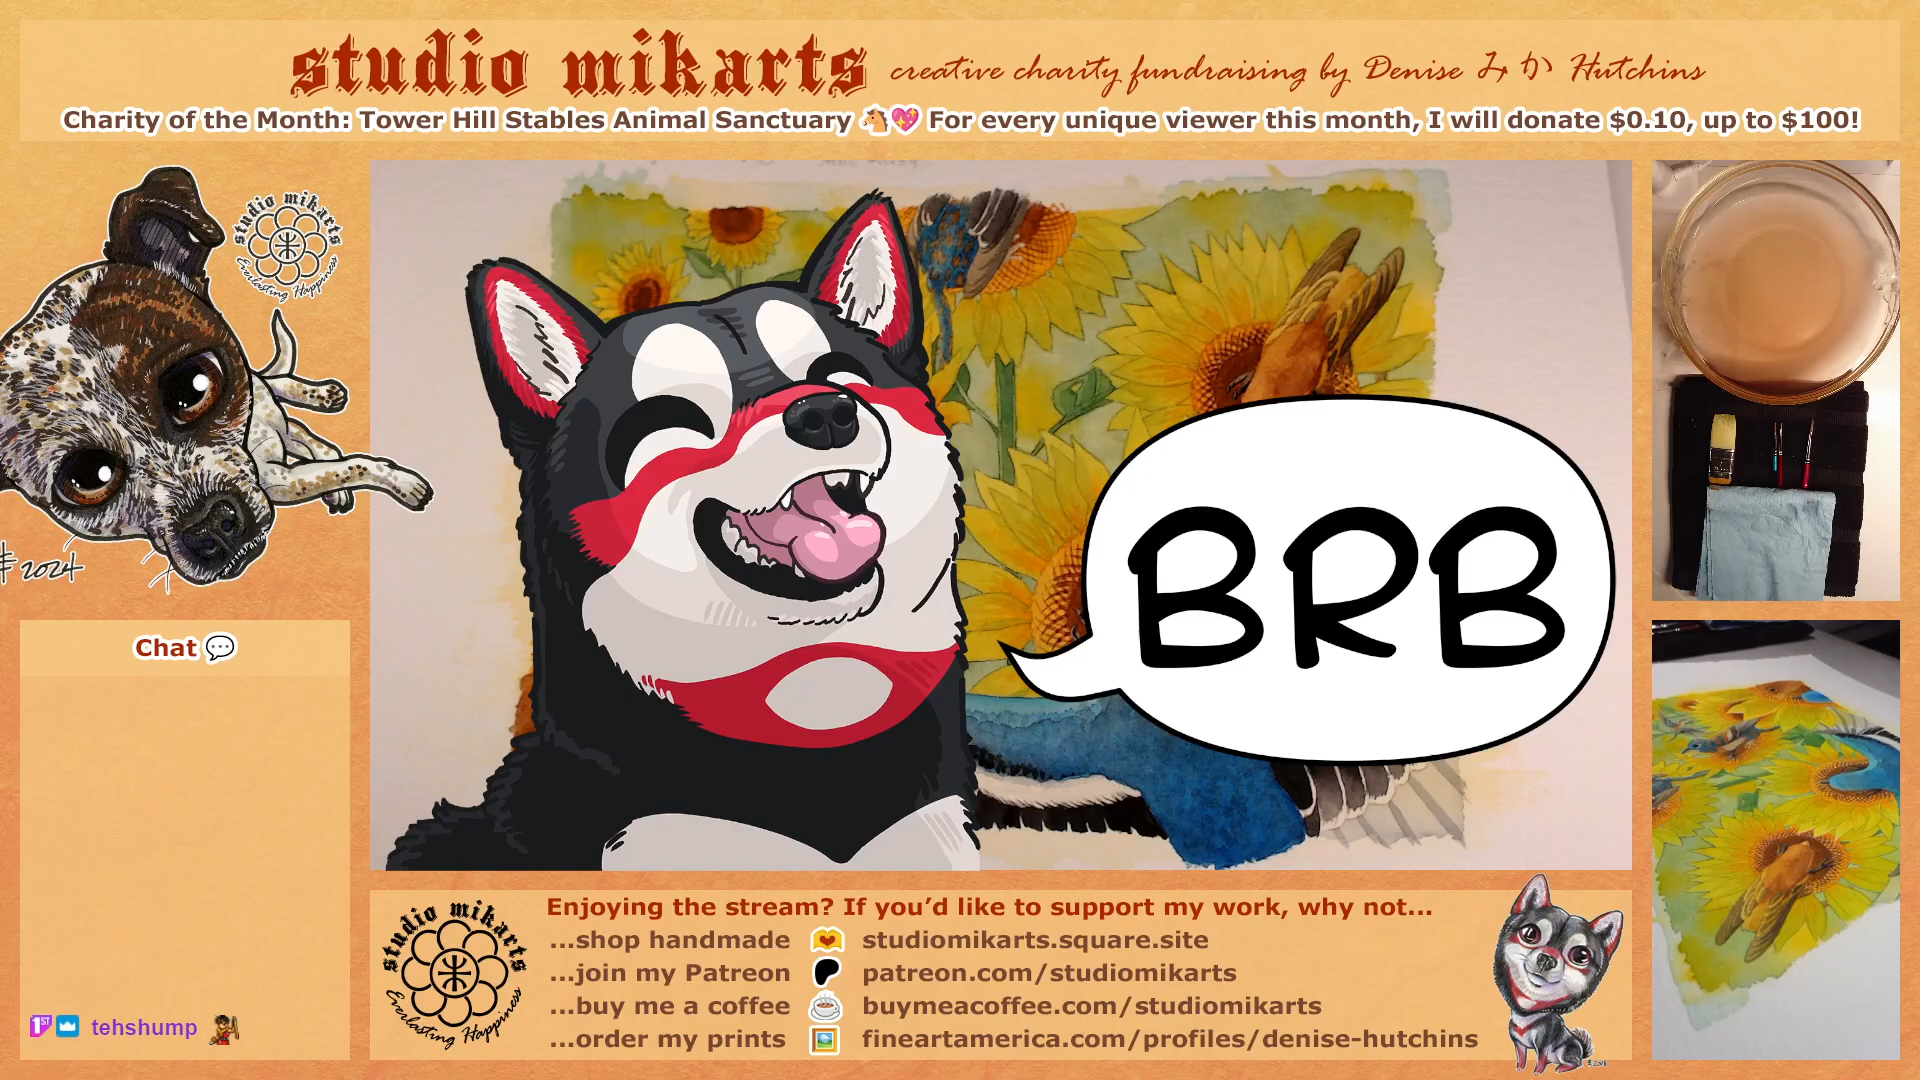 studio mikarts
creative charity fundraising by Denise みか Hutchins
Charity of the Month: Tower Hill Stables Animal Sanctuary 🐴💖 For every unique viewer this month, I will donate $0.10, up to $100!
studio mikarts
Everlasting Happiness
2024
Chat 💬
tehshump
BRB
studio mikarts
Everlasting Happiness
Enjoying the stream? If you’d like to support my work, why not...
...shop handmade studiomikarts.square.site
...join my Patreon patreon.com/studiomikarts
...buy me a coffee buymeacoffee.com/studiomikarts
...order my prints fineartamerica.com/profiles/denise-hutchins
1ST